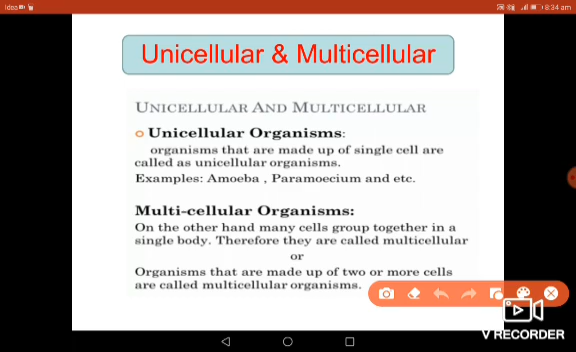 Idea
8:34 am
Unicellular & Multicellular
UNICELLULAR AND MULTICELLULAR
Unicellular Organisms:
organisms that are made up of single cell are
called as unicellular organisms.
Examples: Amoeba , Paramoecium and etc.
Multi-cellular Organisms:
On the other hand many cells group together in a
single body. Therefore they are called multicellular
or
Organisms that are made up of two or more cells
are called multicellular organisms.
V RECORDER